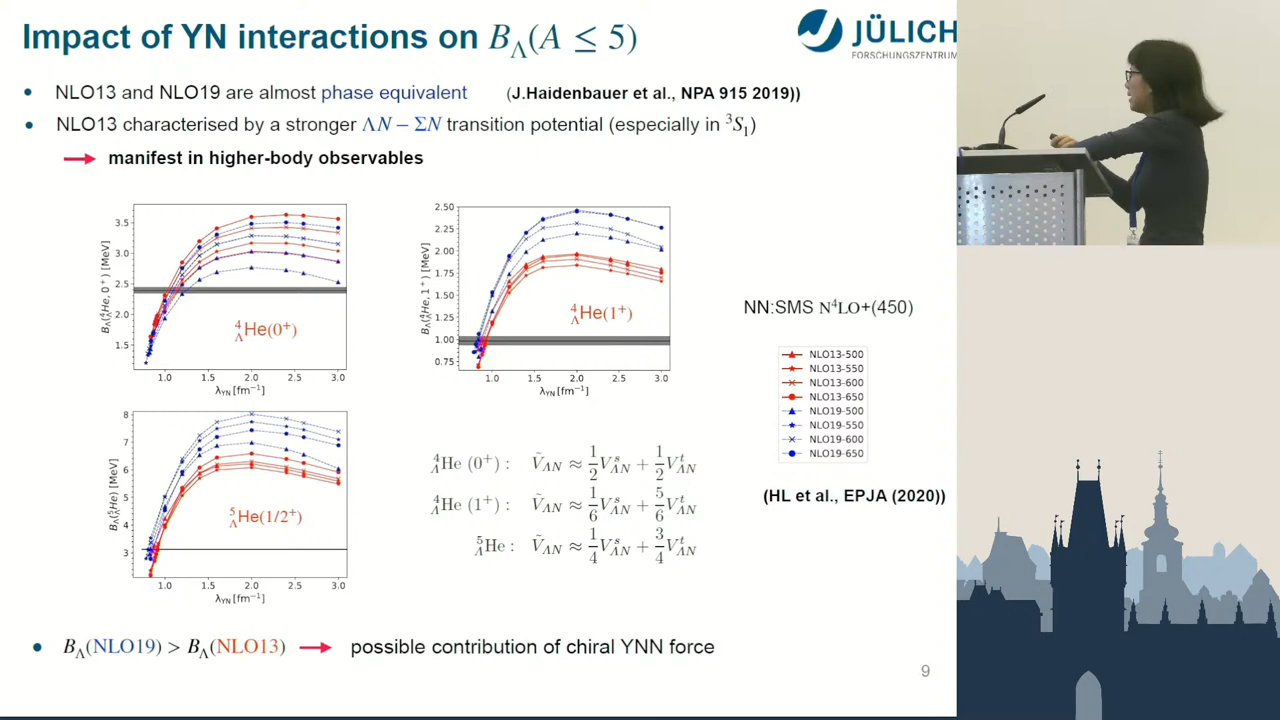 Impact of YN interactions on B_Λ(A ≤ 5)
JÜLICH
FORSCHUNGSZENTRUM
• NLO13 and NLO19 are almost phase equivalent (J.Haidenbauer et al., NPA 915 2019))
• NLO13 characterised by a stronger ΛN − ΣN transition potential (especially in ³S₁)
manifest in higher-body observables
B_Λ(⁴_ΛHe, 0⁺) [MeV]
3.5
3.0
2.5
2.0
1.5
⁴_ΛHe(0⁺)
1.0 1.5 2.0 2.5 3.0
λ_YN [fm⁻¹]
B_Λ(⁴_ΛHe, 1⁺) [MeV]
2.50
2.25
2.00
1.75
1.50
1.25
1.00
0.75
⁴_ΛHe(1⁺)
1.0 1.5 2.0 2.5 3.0
λ_YN [fm⁻¹]
NN:SMS N⁴LO+(450)
NLO13-500
NLO13-550
NLO13-600
NLO13-650
NLO19-500
NLO19-550
NLO19-600
NLO19-650
(HL et al., EPJA (2020))
B_Λ(⁵_ΛHe) [MeV]
8
7
6
5
4
3
⁵_ΛHe(1/2⁺)
1.0 1.5 2.0 2.5 3.0
λ_YN [fm⁻¹]
⁴_ΛHe (0⁺) : Ṽ_ΛN ≈ 1/2 V^s_ΛN + 1/2 V^t_ΛN
⁴_ΛHe (1⁺) : Ṽ_ΛN ≈ 1/6 V^s_ΛN + 5/6 V^t_ΛN
⁵_ΛHe : Ṽ_ΛN ≈ 1/4 V^s_ΛN + 3/4 V^t_ΛN
• B_Λ(NLO19) > B_Λ(NLO13) → possible contribution of chiral YNN force
9